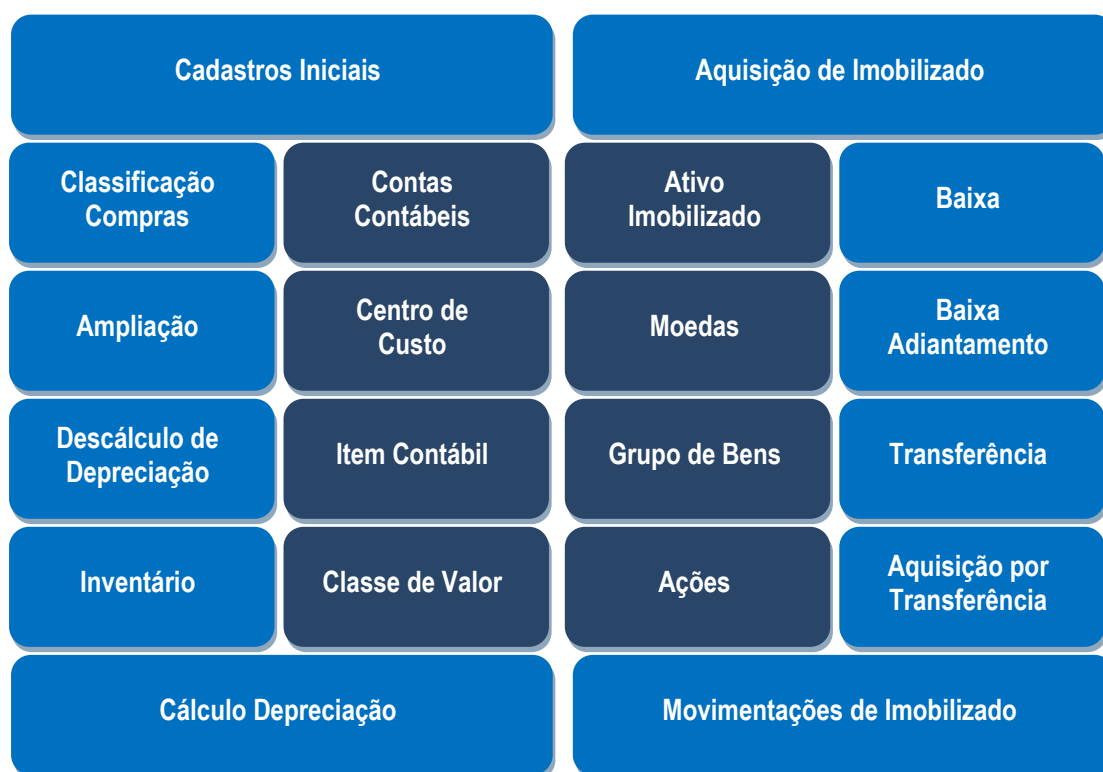 Cadastros Iniciais
Aquisição de Imobilizado
Classificação
Compras
Contas
Contábeis
Ativo
Imobilizado
Baixa
Ampliação
Centro de
Custo
Moedas
Baixa
Adiantamento
Descálculo de
Depreciação
Item Contábil
Grupo de Bens
Transferência
Inventário
Classe de Valor
Ações
Aquisição por
Transferência
Cálculo Depreciação
Movimentações de Imobilizado